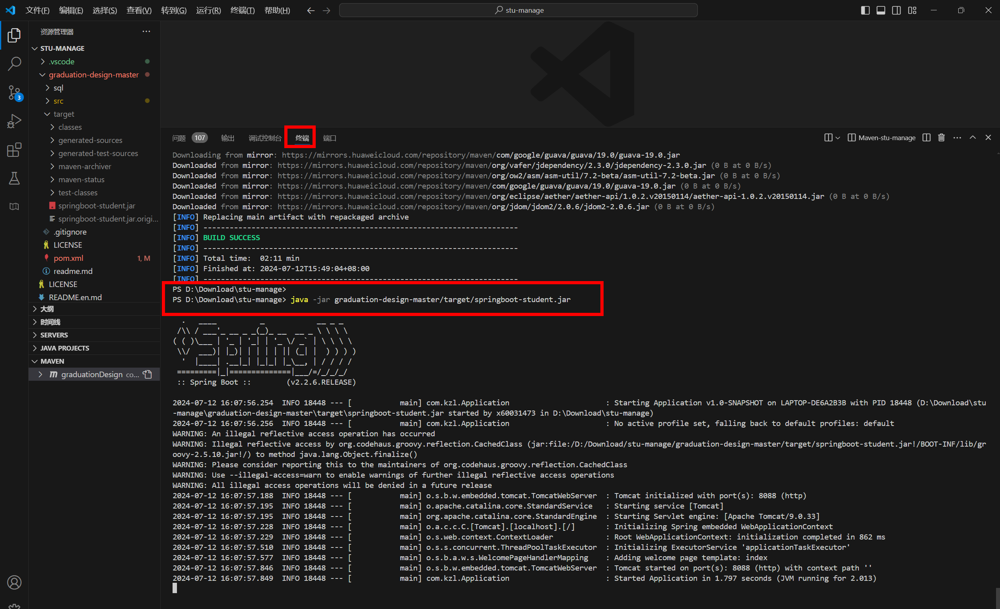 文件(F) 编辑(E) 选择(S) 查看(V) 转到(G) 运行(R) 终端(T) 帮助(H) stu-manage
资源管理器
STU-MANAGE
.vscode
graduation-design-master
sql
3
src
target
classes
generated-sources
generated-test-sources
maven-archiver
maven-status
test-classes
springboot-student.jar
springboot-student.jar.origi...
.gitignore
LICENSE
pom.xml 1, M
readme.md
LICENSE
README.en.md
大纲
时间线
SERVERS
JAVA PROJECTS
MAVEN
graduationDesign co...
问题 107 输出 调试控制台 终端 端口 Maven-stu-manage
Downloading from mirror: https://mirrors.huaweicloud.com/repository/maven/com/google/guava/guava/19.0/guava-19.0.jar
Downloaded from mirror: https://mirrors.huaweicloud.com/repository/maven/org/vafer/jdependency/2.3.0/jdependency-2.3.0.jar (0 B at 0 B/s)
Downloaded from mirror: https://mirrors.huaweicloud.com/repository/maven/org/ow2/asm/asm-util/7.2-beta/asm-util-7.2-beta.jar (0 B at 0 B/s)
Downloaded from mirror: https://mirrors.huaweicloud.com/repository/maven/com/google/guava/guava/19.0/guava-19.0.jar (0 B at 0 B/s)
Downloaded from mirror: https://mirrors.huaweicloud.com/repository/maven/org/eclipse/aether/aether-api/1.0.2.v20150114/aether-api-1.0.2.v20150114.jar (0 B at 0 B/s)
Downloaded from mirror: https://mirrors.huaweicloud.com/repository/maven/org/jdom/jdom2/2.0.6/jdom2-2.0.6.jar (0 B at 0 B/s)
[INFO] Replacing main artifact with repackaged archive
[INFO] ------------------------------------------------------------------------
[INFO] BUILD SUCCESS
[INFO] ------------------------------------------------------------------------
[INFO] Total time:  02:11 min
[INFO] Finished at: 2024-07-12T15:49:04+08:00
[INFO] ------------------------------------------------------------------------
PS D:\Download\stu-manage>
PS D:\Download\stu-manage> java -jar graduation-design-master/target/springboot-student.jar
  .   ____          _            __ _ _
 /\\ / ___'_ __ _ _(_)_ __  __ _ \ \ \ \
( ( )\___ | '_ | '_| | '_ \/ _` | \ \ \ \
 \\/  ___)| |_)| | | | | || (_| |  ) ) ) )
  '  |____| .__|_| |_|_| |_\__, | / / / /
 =========|_|==============|___/=/_/_/_/
 :: Spring Boot ::        (v2.2.6.RELEASE)
2024-07-12 16:07:56.254  INFO 18448 --- [           main] com.kzl.Application                      : Starting Application v1.0-SNAPSHOT on LAPTOP-DE6A2B3B with PID 18448 (D:\Download\stu
-manage\graduation-design-master\target\springboot-student.jar started by x60031473 in D:\Download\stu-manage)
2024-07-12 16:07:56.256  INFO 18448 --- [           main] com.kzl.Application                      : No active profile set, falling back to default profiles: default
WARNING: An illegal reflective access operation has occurred
WARNING: Illegal reflective access by org.codehaus.groovy.reflection.CachedClass (jar:file:/D:/Download/stu-manage/graduation-design-master/target/springboot-student.jar!/BOOT-INF/lib/gr
oovy-2.5.10.jar!/) to method java.lang.Object.finalize()
WARNING: Please consider reporting this to the maintainers of org.codehaus.groovy.reflection.CachedClass
WARNING: Use --illegal-access=warn to enable warnings of further illegal reflective access operations
WARNING: All illegal access operations will be denied in a future release
2024-07-12 16:07:57.188  INFO 18448 --- [           main] o.s.b.w.embedded.tomcat.TomcatWebServer  : Tomcat initialized with port(s): 8088 (http)
2024-07-12 16:07:57.195  INFO 18448 --- [           main] o.apache.catalina.core.StandardService   : Starting service [Tomcat]
2024-07-12 16:07:57.195  INFO 18448 --- [           main] org.apache.catalina.core.StandardEngine  : Starting Servlet engine: [Apache Tomcat/9.0.33]
2024-07-12 16:07:57.228  INFO 18448 --- [           main] o.a.c.c.C.[Tomcat].[localhost].[/]       : Initializing Spring embedded WebApplicationContext
2024-07-12 16:07:57.229  INFO 18448 --- [           main] o.s.web.context.ContextLoader            : Root WebApplicationContext: initialization completed in 862 ms
2024-07-12 16:07:57.510  INFO 18448 --- [           main] o.s.s.concurrent.ThreadPoolTaskExecutor  : Initializing ExecutorService 'applicationTaskExecutor'
2024-07-12 16:07:57.577  INFO 18448 --- [           main] o.s.b.a.w.s.WelcomePageHandlerMapping    : Adding welcome page template: index
2024-07-12 16:07:57.846  INFO 18448 --- [           main] o.s.b.w.embedded.tomcat.TomcatWebServer  : Tomcat started on port(s): 8088 (http) with context path ''
2024-07-12 16:07:57.849  INFO 18448 --- [           main] com.kzl.Application                      : Started Application in 1.797 seconds (JVM running for 2.013)